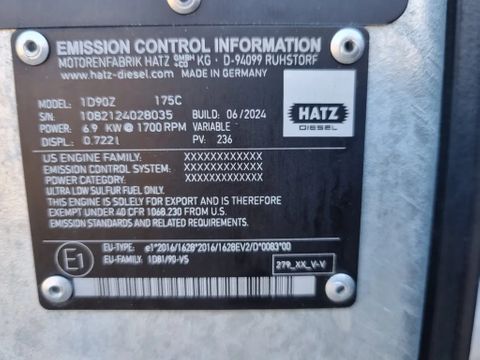 EMISSION CONTROL INFORMATION
MOTORENFABRIK HATZ GMBH +CO KG · D-94099 RUHSTORF
www.hatz-diesel.com MADE IN GERMANY
MODEL: 1D90Z 175C
S/N: 1082124028035 BUILD: 06/2024
POWER: 6.9 KW@1700RPM VARIABLE
DISPL.: 0.722l PV: 236
HATZ
DIESEL
US ENGINE FAMILY: XXXXXXXXXXXX
EMISSION CONTROL SYSTEM: XXXXXXXXXXXX
POWER CATEGORY: XXXXXXXXXXXX
ULTRA LOW SULFUR FUEL ONLY.
THIS ENGINE IS SOLELY FOR EXPORT AND IS THEREFORE
EXEMPT UNDER 40 CFR 1068.230 FROM U.S.
EMISSION STANDARDS AND RELATED REQUIREMENTS.
E1
EU-TYPE: e1*2016/1628*2016/1628EV2/D*0083*00
EU-FAMILY: 1D81/90-V5
279_XX_V-V